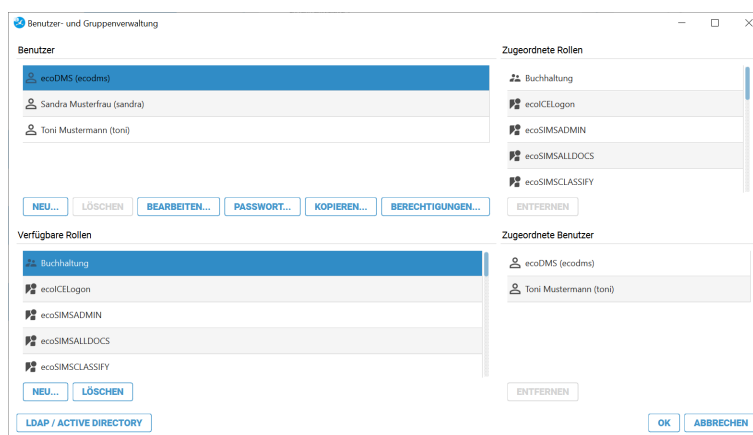 Benutzer- und Gruppenverwaltung
Benutzer
ecoDMS (ecodms)
Sandra Musterfrau (sandra)
Toni Mustermann (toni)
NEU... LÖSCHEN BEARBEITEN... PASSWORT... KOPIEREN... BERECHTIGUNGEN...
Zugeordnete Rollen
Buchhaltung
ecoICELogon
ecoSIMSADMIN
ecoSIMSALLDOCS
ecoSIMSCLASSIFY
ENTFERNEN
Verfügbare Rollen
Buchhaltung
ecoICELogon
ecoSIMSADMIN
ecoSIMSALLDOCS
ecoSIMSCLASSIFY
NEU... LÖSCHEN
Zugeordnete Benutzer
ecoDMS (ecodms)
Toni Mustermann (toni)
ENTFERNEN
LDAP / ACTIVE DIRECTORY
OK ABBRECHEN